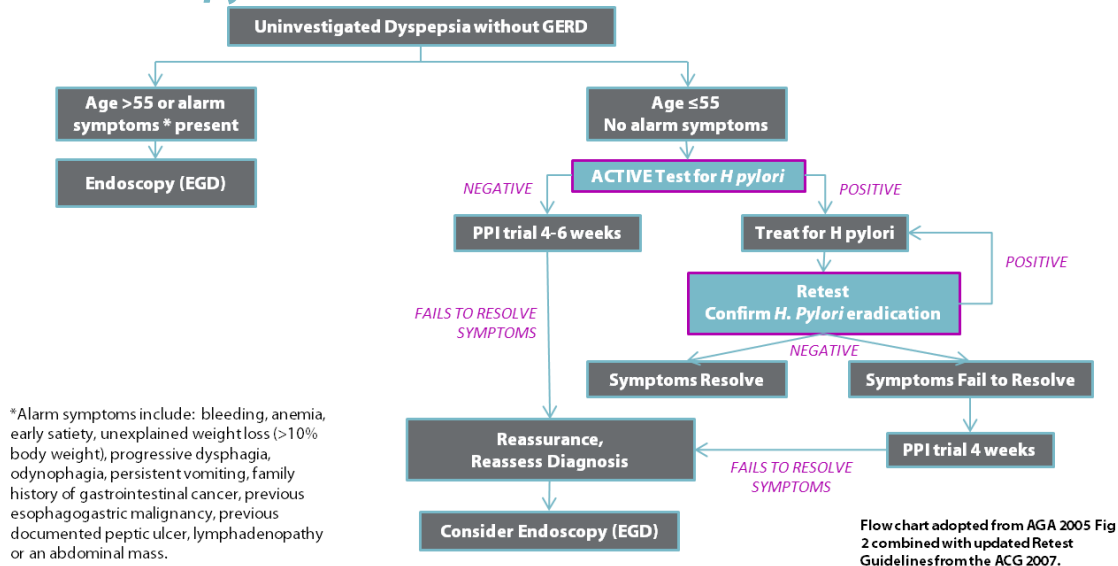 Uninvestigated Dyspepsia without GERD
Age >55 or alarm
symptoms * present
Endoscopy (EGD)
Age ≤55
No alarm symptoms
ACTIVE Test for H pylori
NEGATIVE
POSITIVE
PPI trial 4-6 weeks
Treat for H pylori
POSITIVE
Retest
Confirm H. Pylori eradication
FAILS TO RESOLVE
SYMPTOMS
NEGATIVE
Symptoms Resolve
Symptoms Fail to Resolve
PPI trial 4 weeks
FAILS TO RESOLVE
SYMPTOMS
Reassurance,
Reassess Diagnosis
Consider Endoscopy (EGD)
*Alarm symptoms include: bleeding, anemia,
early satiety, unexplained weight loss (>10%
body weight), progressive dysphagia,
odynophagia, persistent vomiting, family
history of gastrointestinal cancer, previous
esophagogastric malignancy, previous
documented peptic ulcer, lymphadenopathy
or an abdominal mass.
Flow chart adopted from AGA 2005 Fig
2 combined with updated Retest
Guidelines from the ACG 2007.